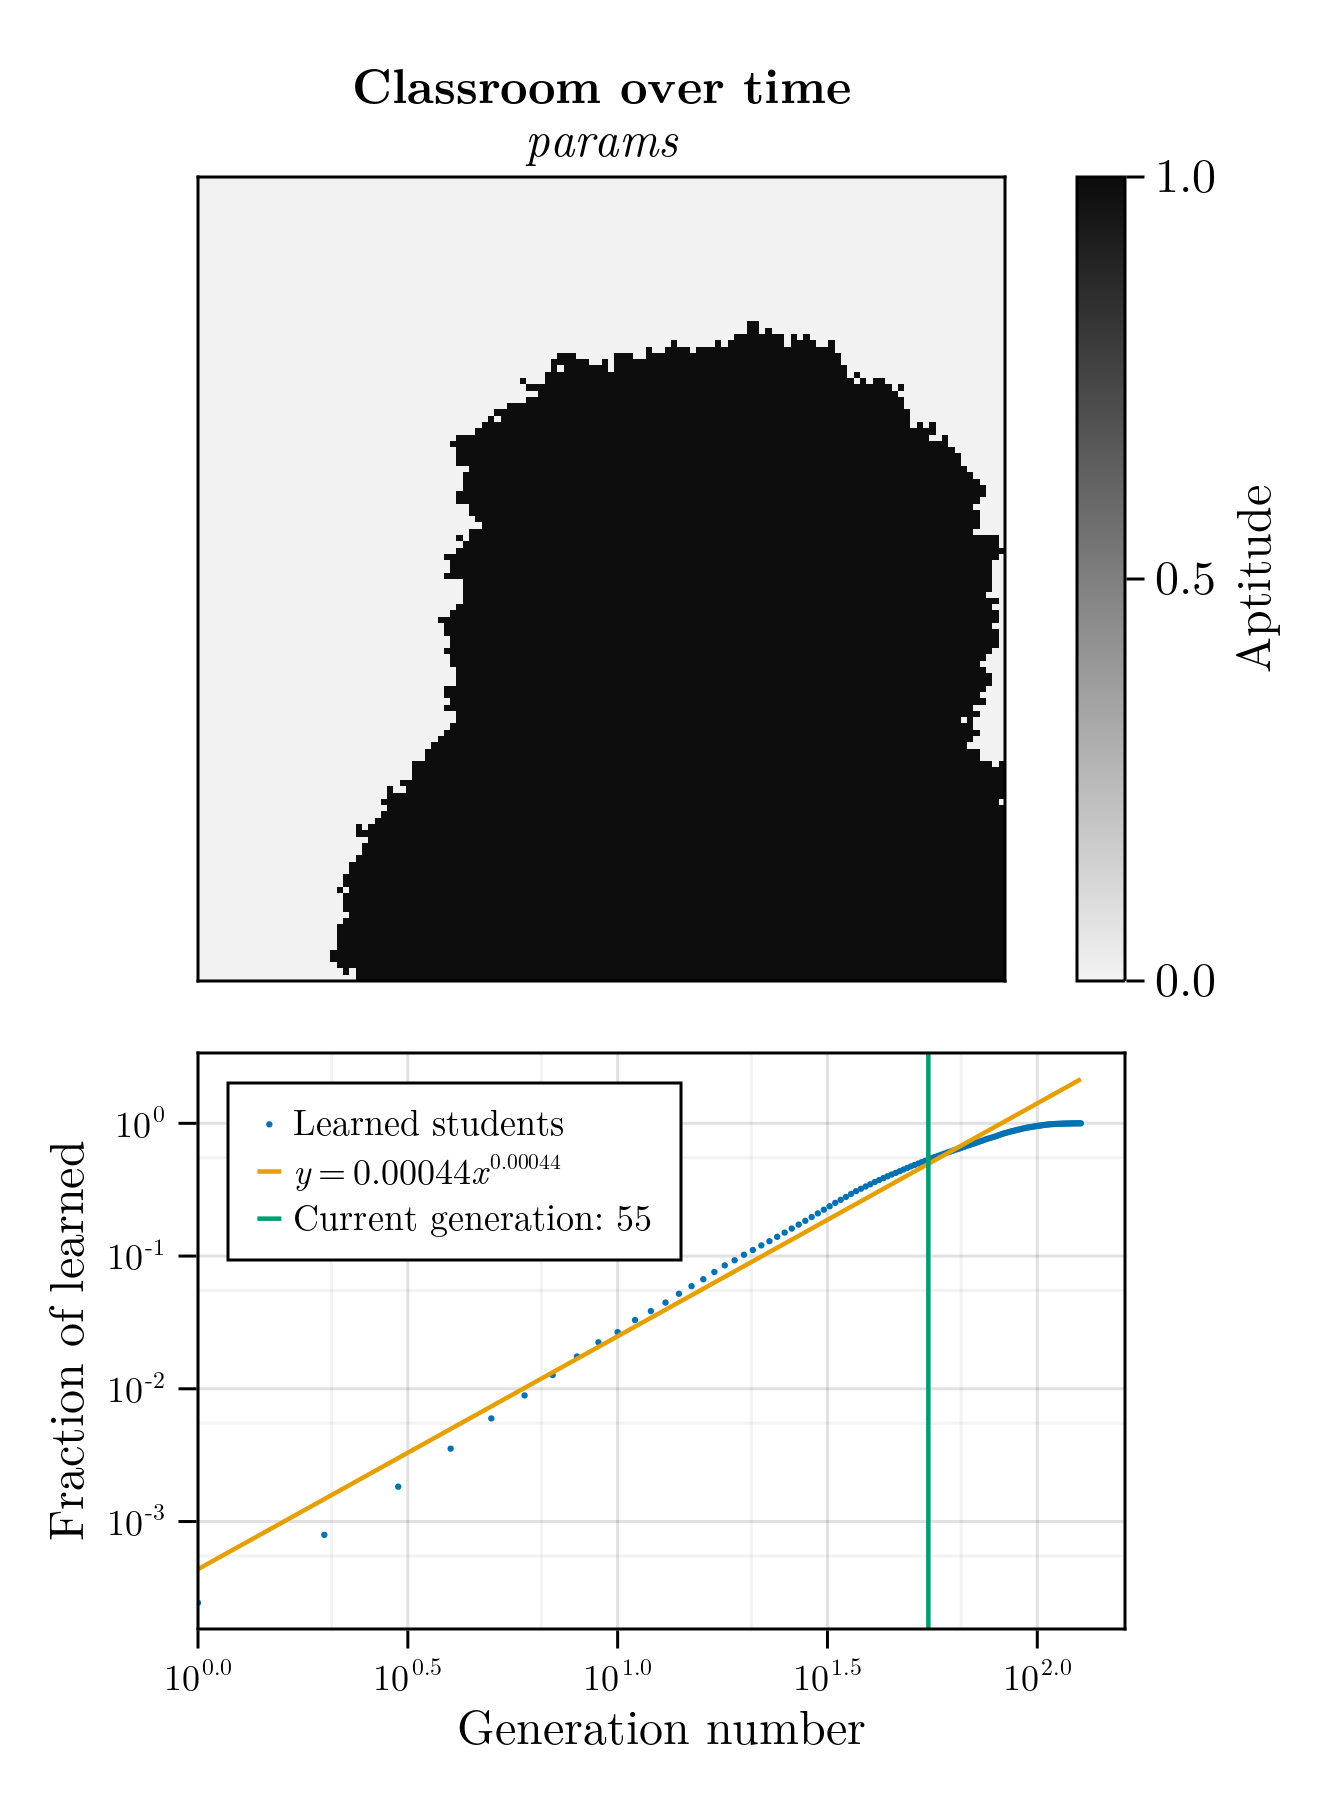 Classroom over time
params
1.0
0.5
0.0
Aptitude
Learned students
y = 0.00044x^0.00044
Current generation: 55
10^0
10^-1
10^-2
10^-3
Fraction of learned
10^0.0 10^0.5 10^1.0 10^1.5 10^2.0
Generation number